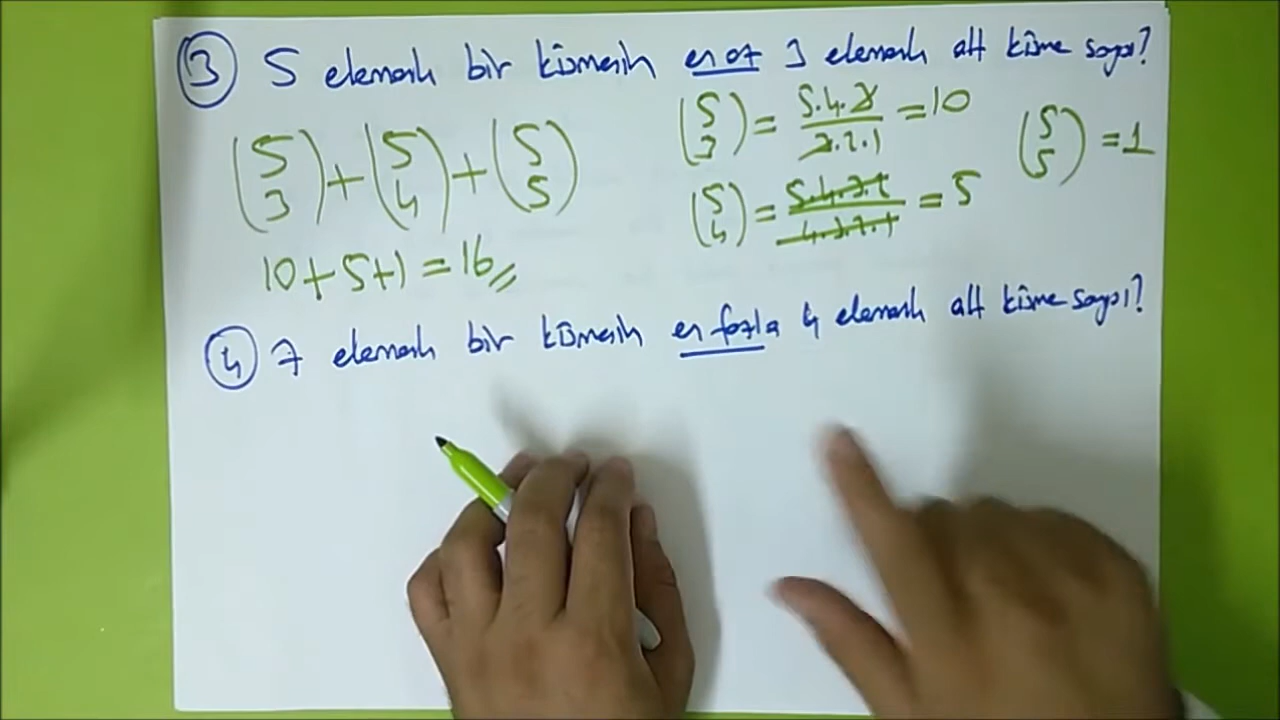 ③ 5 elemanlı bir kümenin en az 3 elemanlı alt küme sayısı?
(5 3) + (5 4) + (5 5)
10+5+1 = 16
(5 3) = 5.4.3 / 3.2.1 = 10
(5 4) = 5.4.3.2 / 4.3.2.1 = 5
(5 5) = 1
④ 7 elemanlı bir kümenin en fazla 4 elemanlı alt küme sayısı?